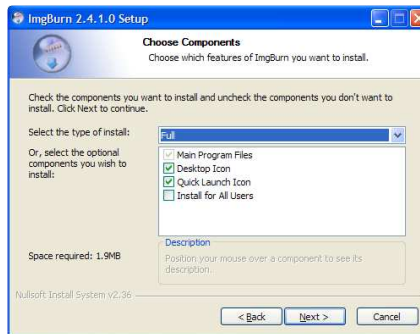 ImgBurn 2.4.1.0 Setup
Choose Components
Choose which features of ImgBurn you want to install.
Check the components you want to install and uncheck the components you don't want to
install. Click Next to continue.
Select the type of install:
Full
Or, select the optional
components you wish to
install:
Main Program Files
Desktop Icon
Quick Launch Icon
Install for All Users
Space required: 1.9MB
Description
Position your mouse over a component to see its
description.
Nullsoft Install System v2.36
< Back
Next >
Cancel